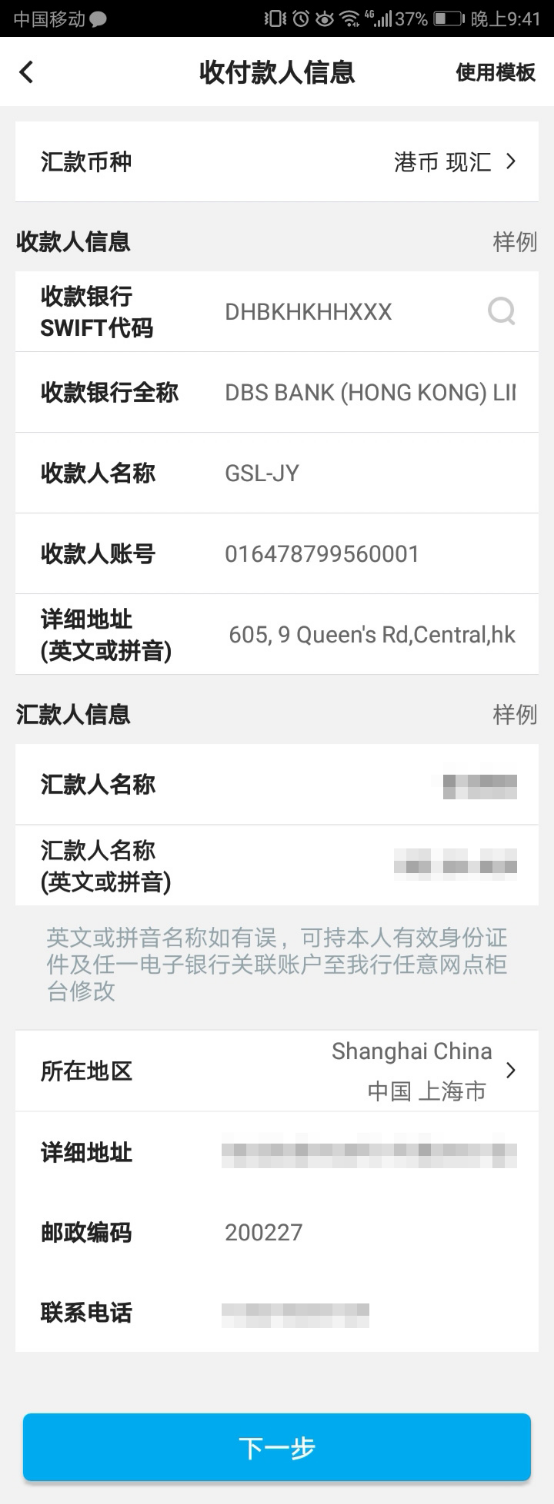 中国移动
4G 37% 晚上9:41
收付款人信息
使用模板
汇款币种
港币 现汇
收款人信息
样例
收款银行
SWIFT代码
DHBKHKHHXXX
收款银行全称
DBS BANK (HONG KONG) LI
收款人名称
GSL-JY
收款人账号
016478799560001
详细地址
(英文或拼音)
605, 9 Queen's Rd,Central,hk
汇款人信息
样例
汇款人名称
汇款人名称
(英文或拼音)
英文或拼音名称如有误，可持本人有效身份证
件及任一电子银行关联账户至我行任意网点柜
台修改
所在地区
Shanghai China
中国 上海市
详细地址
邮政编码
200227
联系电话
下一步